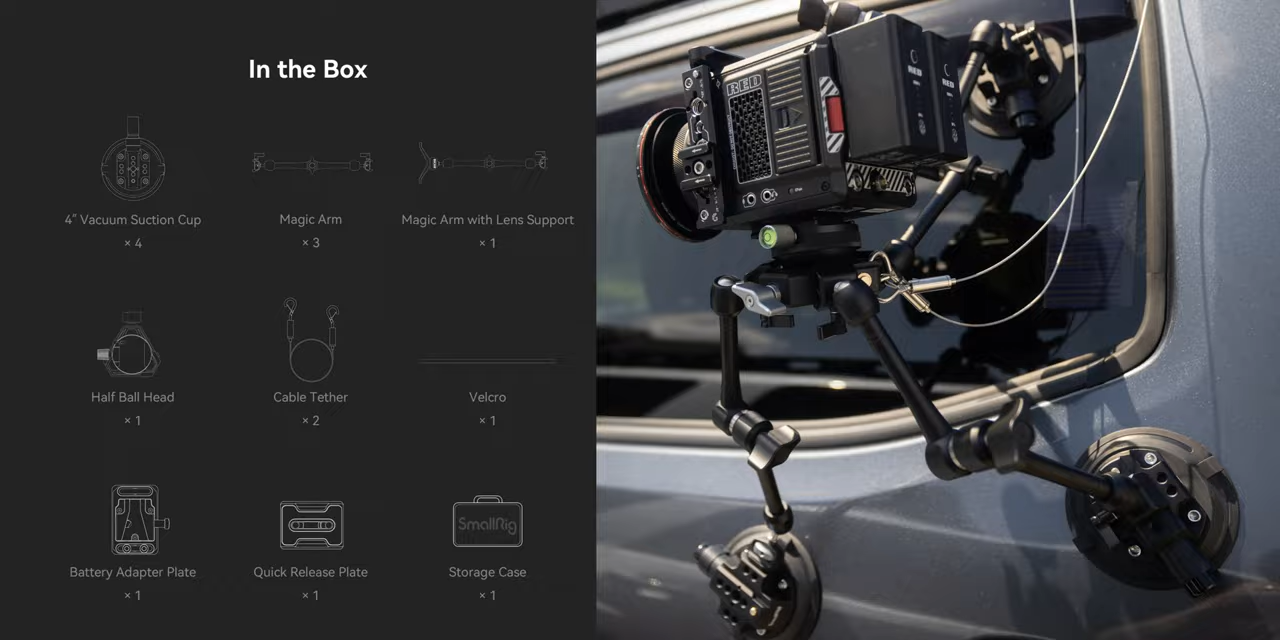 In the Box
4″ Vacuum Suction Cup
× 4
Magic Arm
× 3
Magic Arm with Lens Support
× 1
Half Ball Head
× 1
Cable Tether
× 2
Velcro
× 1
Battery Adapter Plate
× 1
Quick Release Plate
× 1
SmallRig
Storage Case
× 1
RED
RED
RED